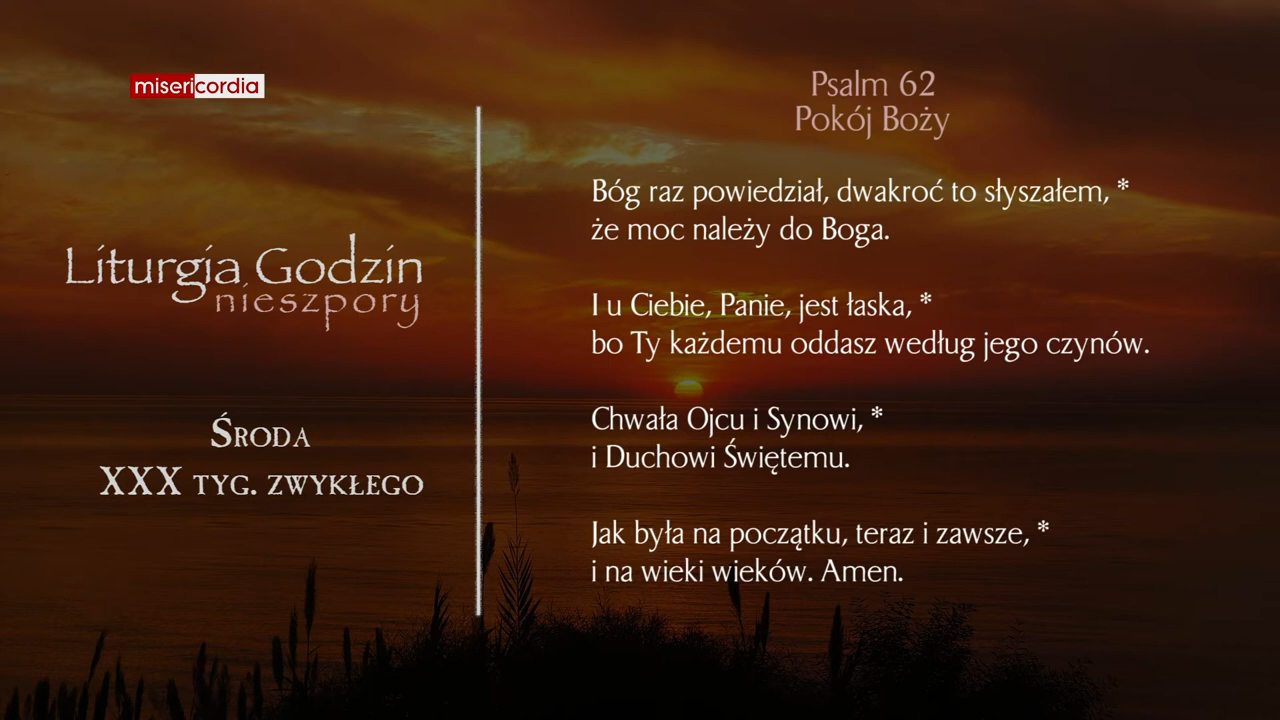 misericordia
Liturgia Godzin
nieszpory
Środa
XXX tyg. zwykłego
Psalm 62
Pokój Boży
Bóg raz powiedział, dwakroć to słyszałem, *
że moc należy do Boga.
I u Ciebie, Panie, jest łaska, *
bo Ty każdemu oddasz według jego czynów.
Chwała Ojcu i Synowi, *
i Duchowi Świętemu.
Jak była na początku, teraz i zawsze, *
i na wieki wieków. Amen.